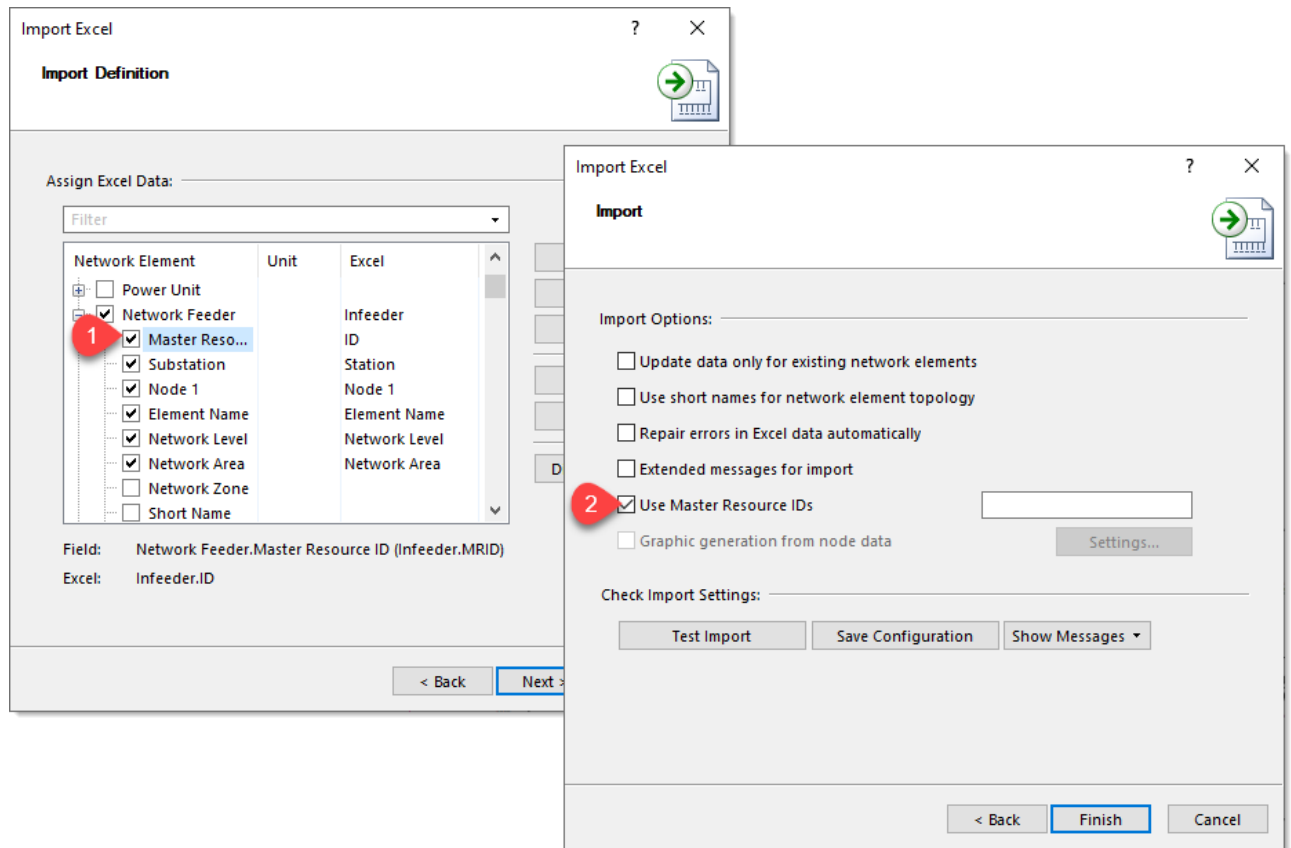 Import Excel
?
Import Definition
Assign Excel Data:
Filter
Network Element Unit Excel
Power Unit
Network Feeder Infeeder
1
Master Reso... ID
Substation Station
Node 1 Node 1
Element Name Element Name
Network Level Network Level
Network Area Network Area
Network Zone
Short Name
D
Field: Network Feeder.Master Resource ID (Infeeder.MRID)
Excel: Infeeder.ID
< Back Next >
Import Excel
?
Import
Import Options:
Update data only for existing network elements
Use short names for network element topology
Repair errors in Excel data automatically
Extended messages for import
2
Use Master Resource IDs
Graphic generation from node data Settings...
Check Import Settings:
Test Import Save Configuration Show Messages
< Back Finish Cancel